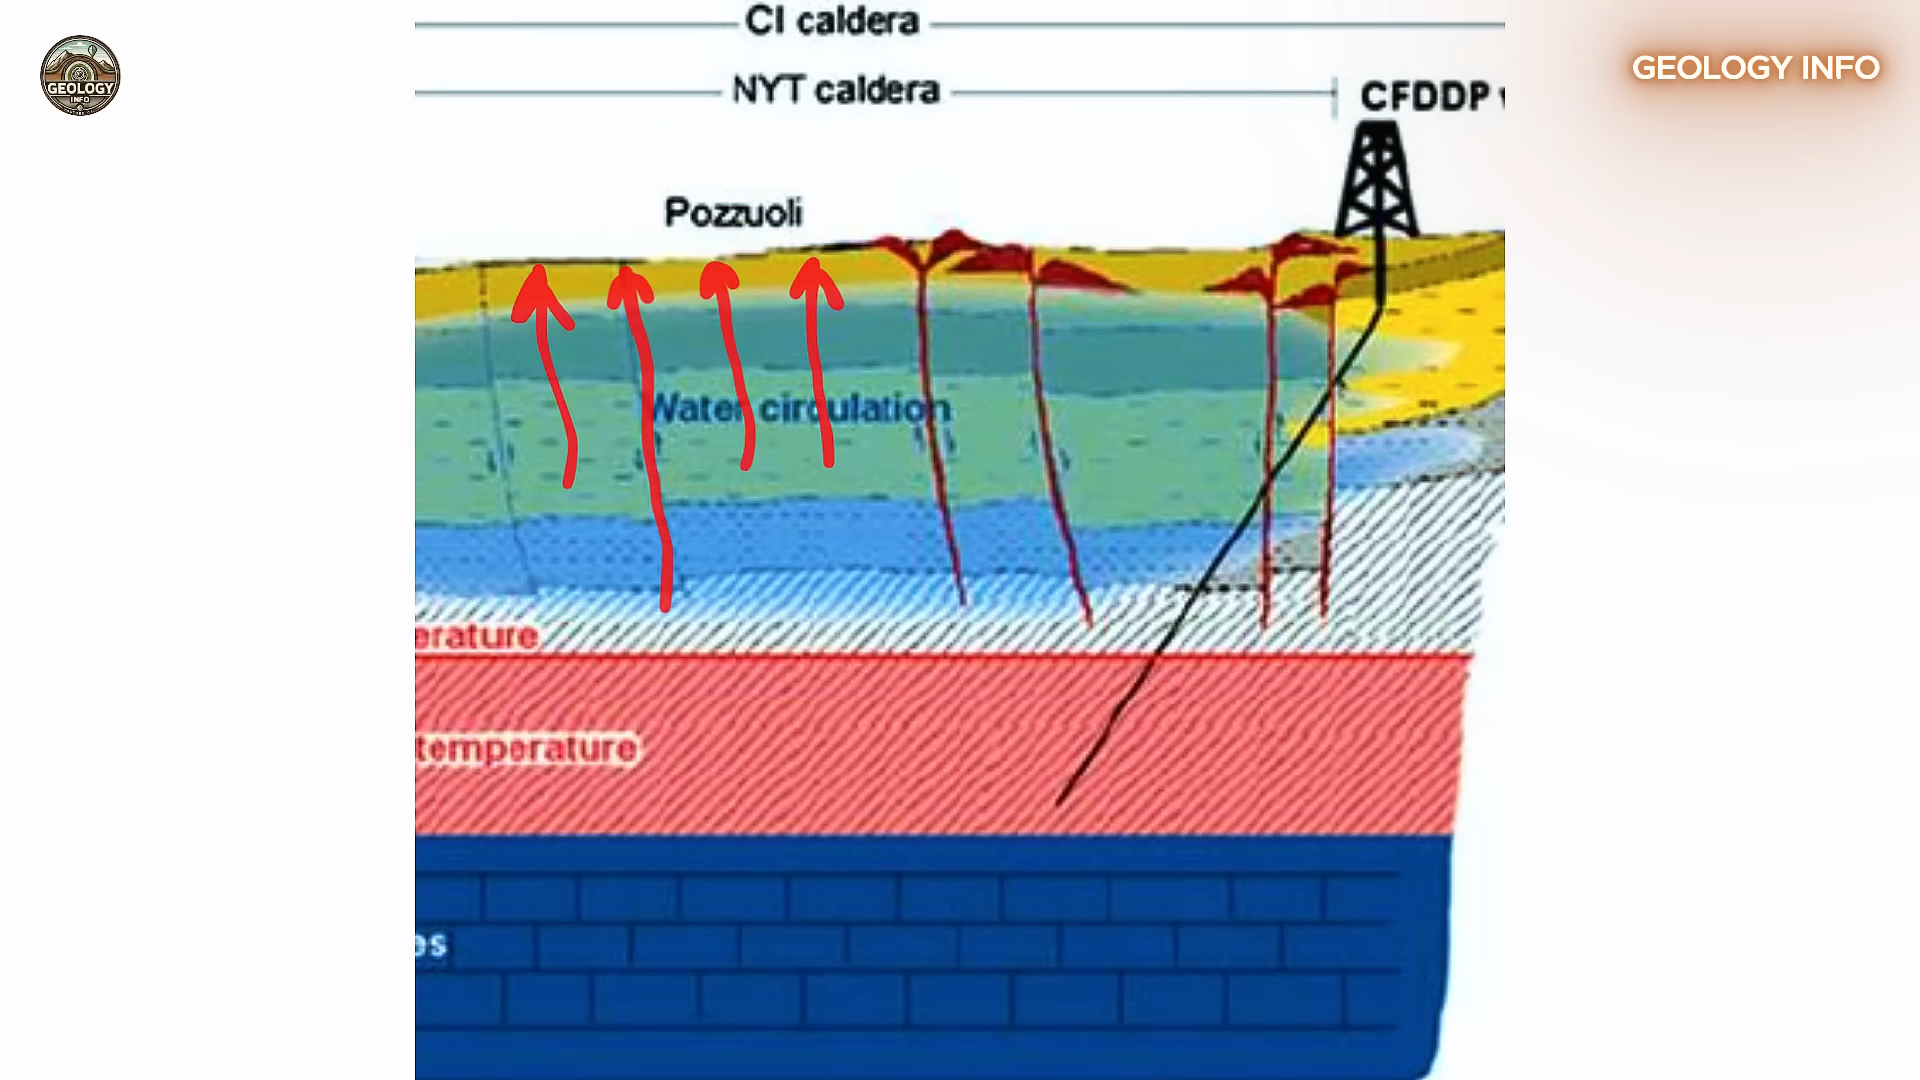 CI caldera
NYT caldera
CFDDP
GEOLOGY INFO
GEOLOGY
INFO
Pozzuoli
Water circulation
erature
temperature
es